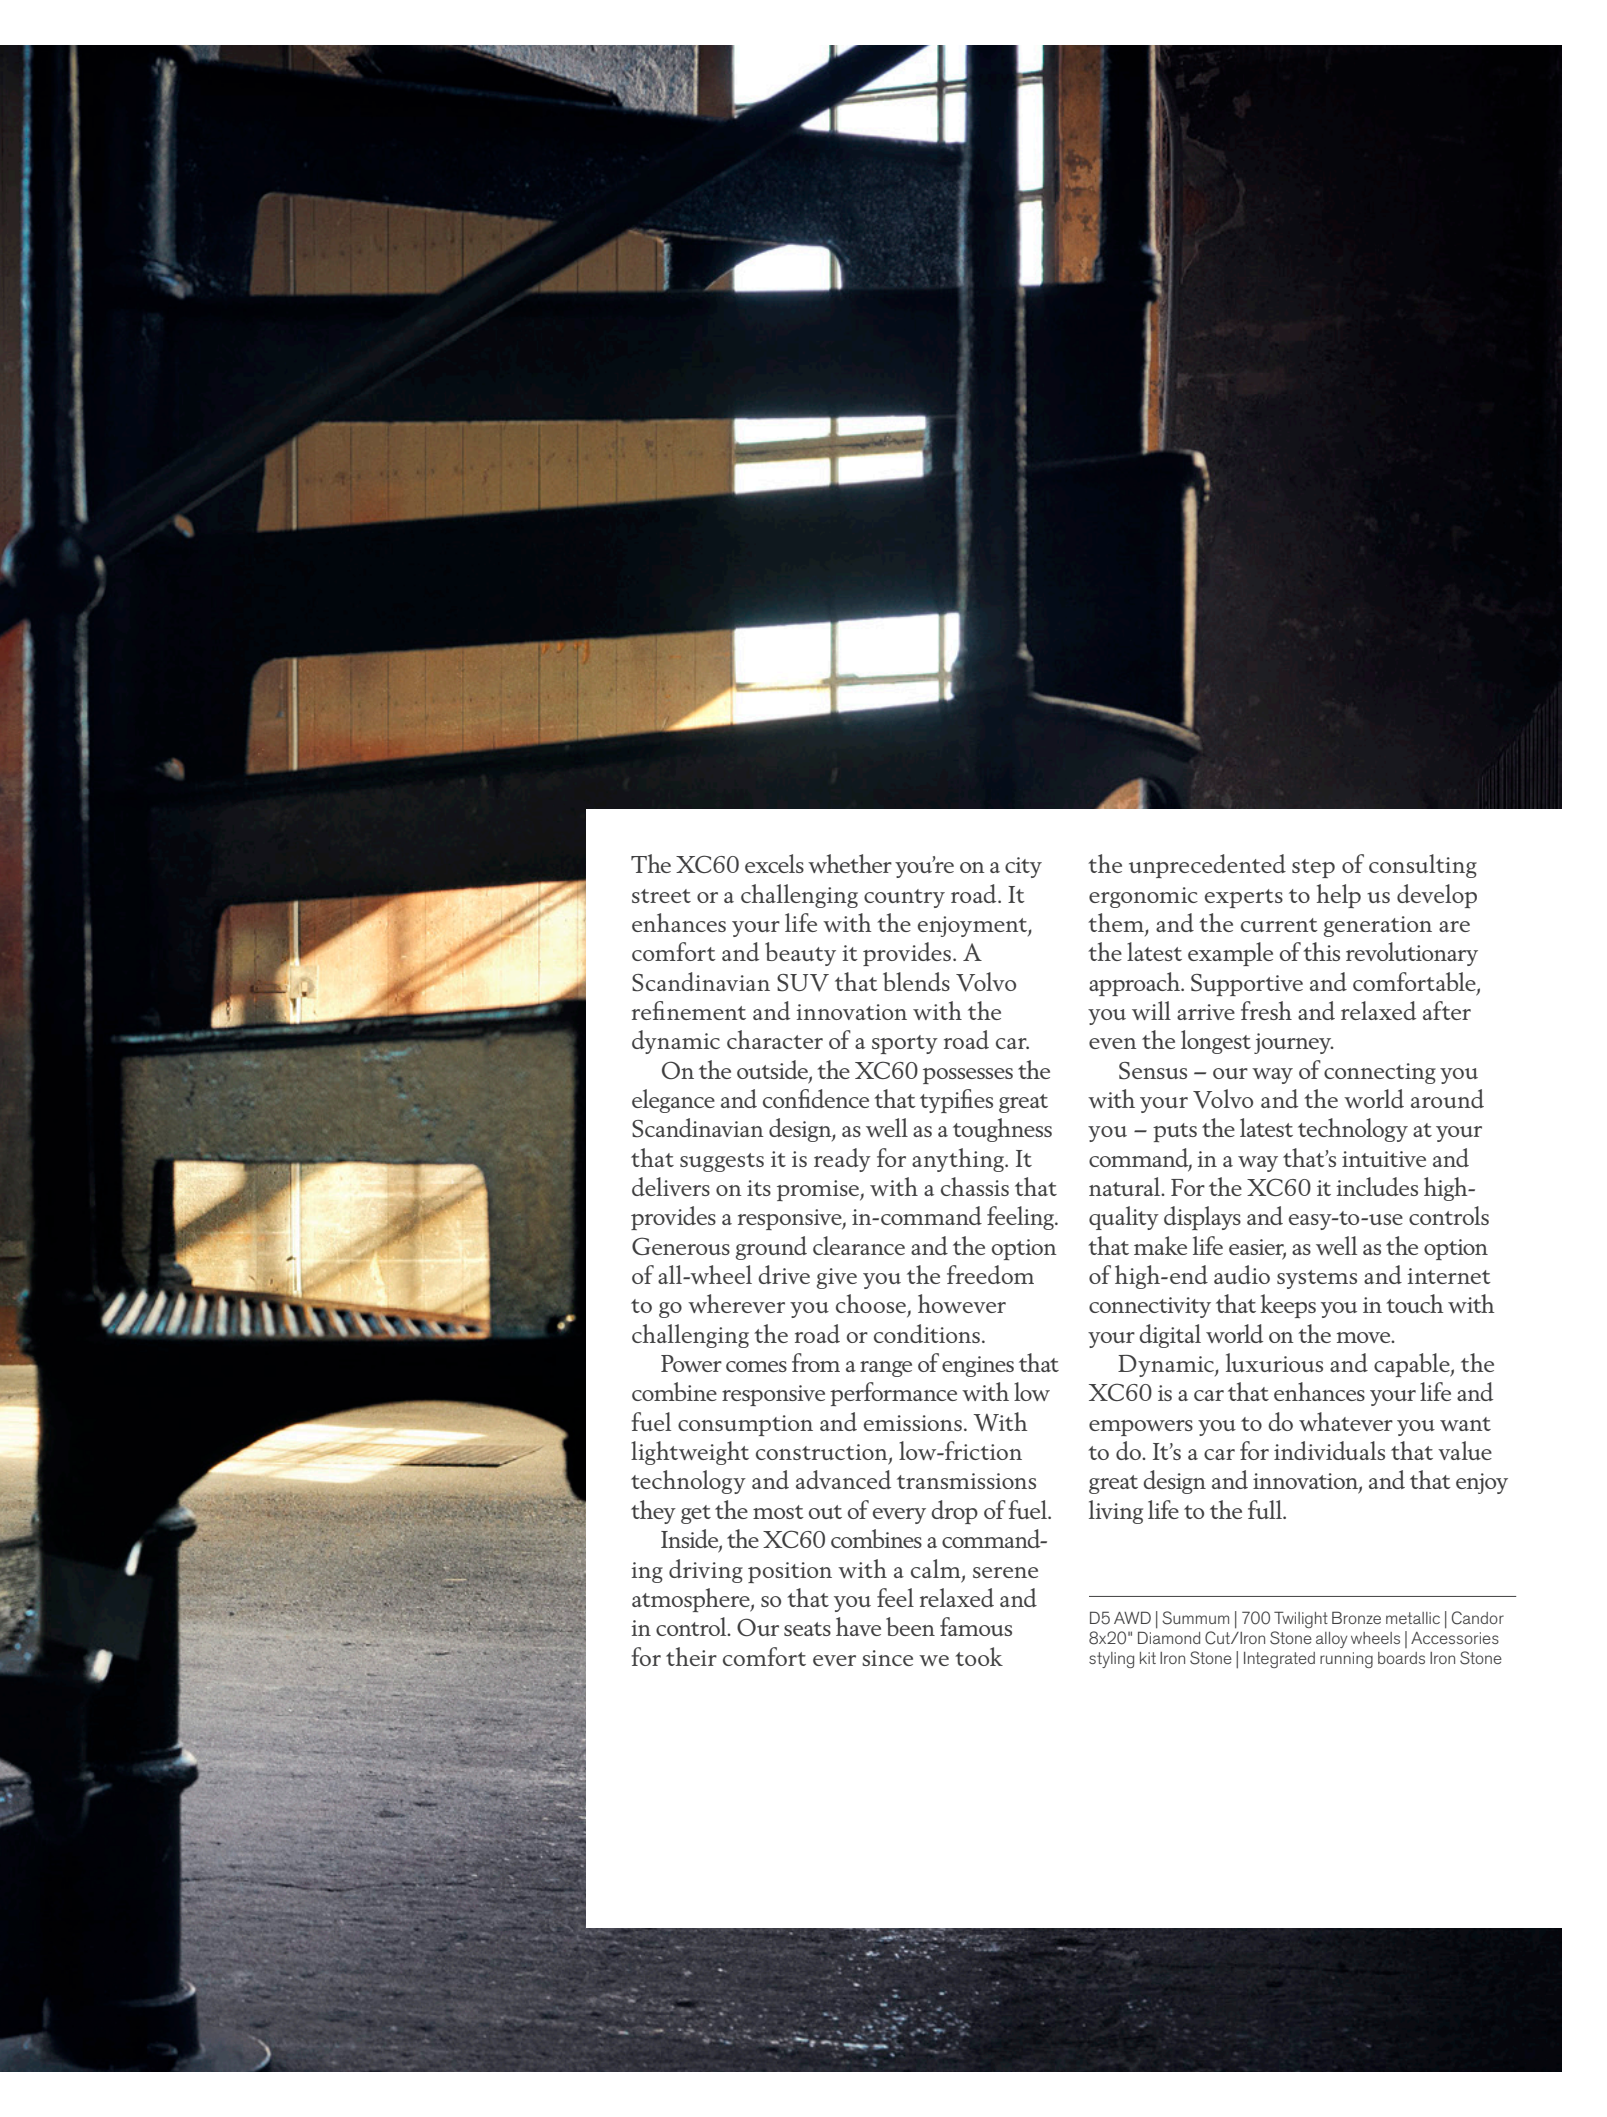 The XC60 excels whether you're on a city
street or a challenging country road. It
enhances your life with the enjoyment,
comfort and beauty it provides. A
Scandinavian SUV that blends Volvo
refinement and innovation with the
dynamic character of a sporty road car.
On the outside, the XC60 possesses the
elegance and confidence that typifies great
Scandinavian design, as well as a toughness
that suggests it is ready for anything. It
delivers on its promise, with a chassis that
provides a responsive, in-command feeling.
Generous ground clearance and the option
of all-wheel drive give you the freedom
to go wherever you choose, however
challenging the road or conditions.
Power comes from a range of engines that
combine responsive performance with low
fuel consumption and emissions. With
lightweight construction, low-friction
technology and advanced transmissions
they get the most out of every drop of fuel.
Inside, the XC60 combines a command-
ing driving position with a calm, serene
atmosphere, so that you feel relaxed and
in control. Our seats have been famous
for their comfort ever since we took
the unprecedented step of consulting
ergonomic experts to help us develop
them, and the current generation are
the latest example of this revolutionary
approach. Supportive and comfortable,
you will arrive fresh and relaxed after
even the longest journey.
Sensus – our way of connecting you
with your Volvo and the world around
you – puts the latest technology at your
command, in a way that's intuitive and
natural. For the XC60 it includes high-
quality displays and easy-to-use controls
that make life easier, as well as the option
of high-end audio systems and internet
connectivity that keeps you in touch with
your digital world on the move.
Dynamic, luxurious and capable, the
XC60 is a car that enhances your life and
empowers you to do whatever you want
to do. It's a car for individuals that value
great design and innovation, and that enjoy
living life to the full.
D5 AWD | Summum | 700 Twilight Bronze metallic | Candor
8x20" Diamond Cut/Iron Stone alloy wheels | Accessories
styling kit Iron Stone | Integrated running boards Iron Stone